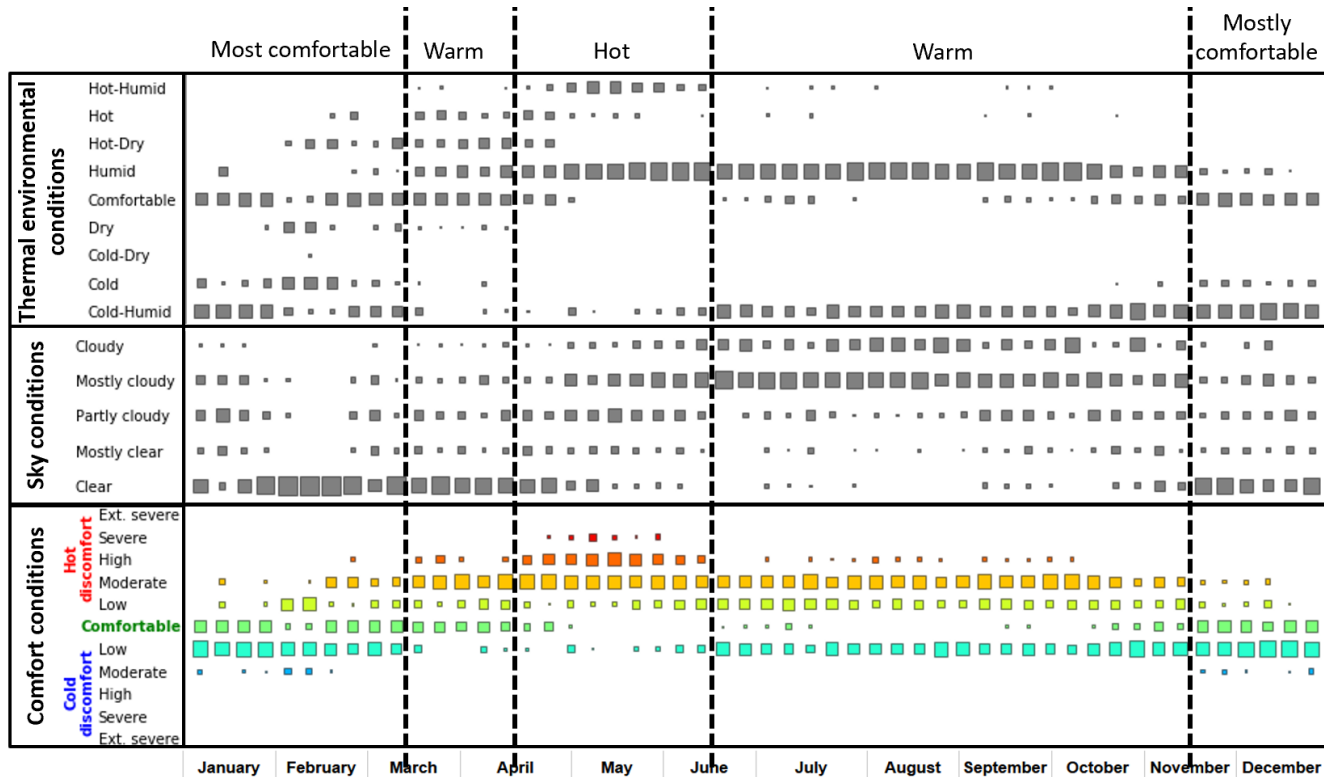 Most comfortable
Warm
Hot
Warm
Mostly
comfortable
Thermal environmental
conditions
Hot-Humid
Hot
Hot-Dry
Humid
Comfortable
Dry
Cold-Dry
Cold
Cold-Humid
Sky conditions
Cloudy
Mostly cloudy
Partly cloudy
Mostly clear
Clear
Comfort conditions
Hot
discomfort
Ext. severe
Severe
High
Moderate
Low
Comfortable
Cold
discomfort
Low
Moderate
High
Severe
Ext. severe
January February March April May June July August September October November December